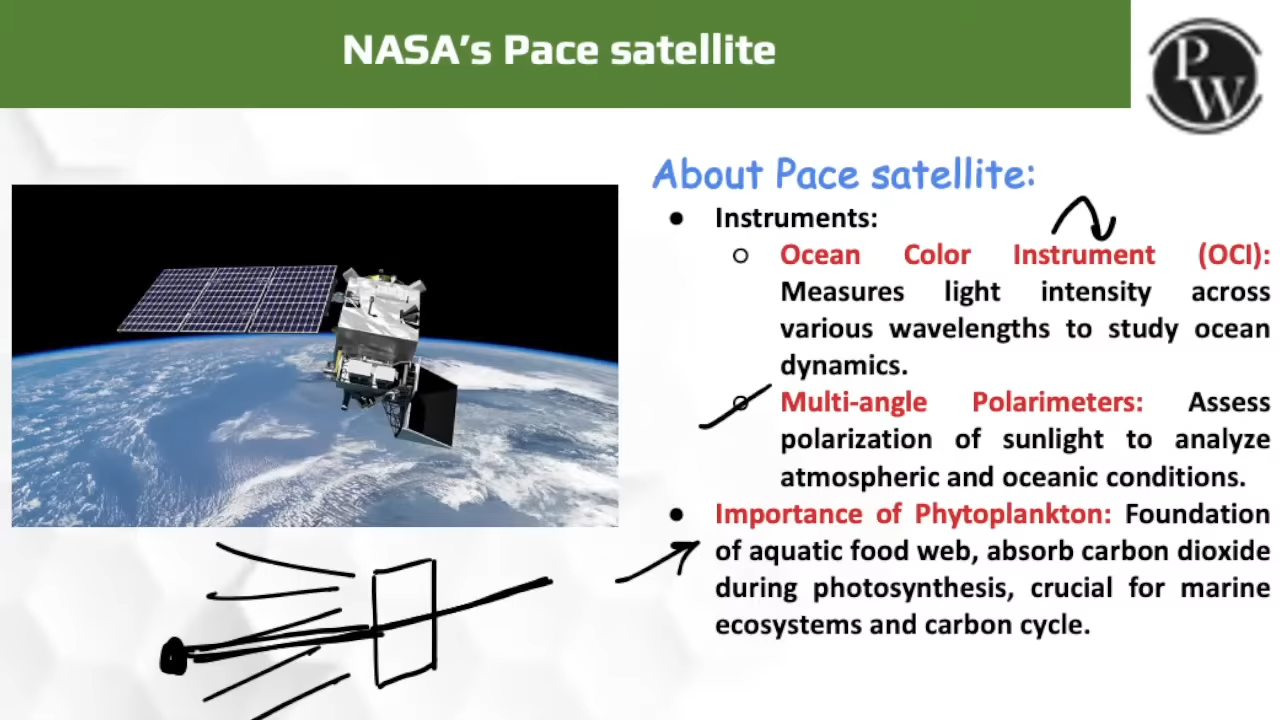 NASA's Pace satellite
PW
About Pace satellite:
● Instruments:
○ Ocean Color Instrument (OCI):
Measures light intensity across
various wavelengths to study ocean
dynamics.
○ Multi-angle Polarimeters: Assess
polarization of sunlight to analyze
atmospheric and oceanic conditions.
● Importance of Phytoplankton: Foundation
of aquatic food web, absorb carbon dioxide
during photosynthesis, crucial for marine
ecosystems and carbon cycle.